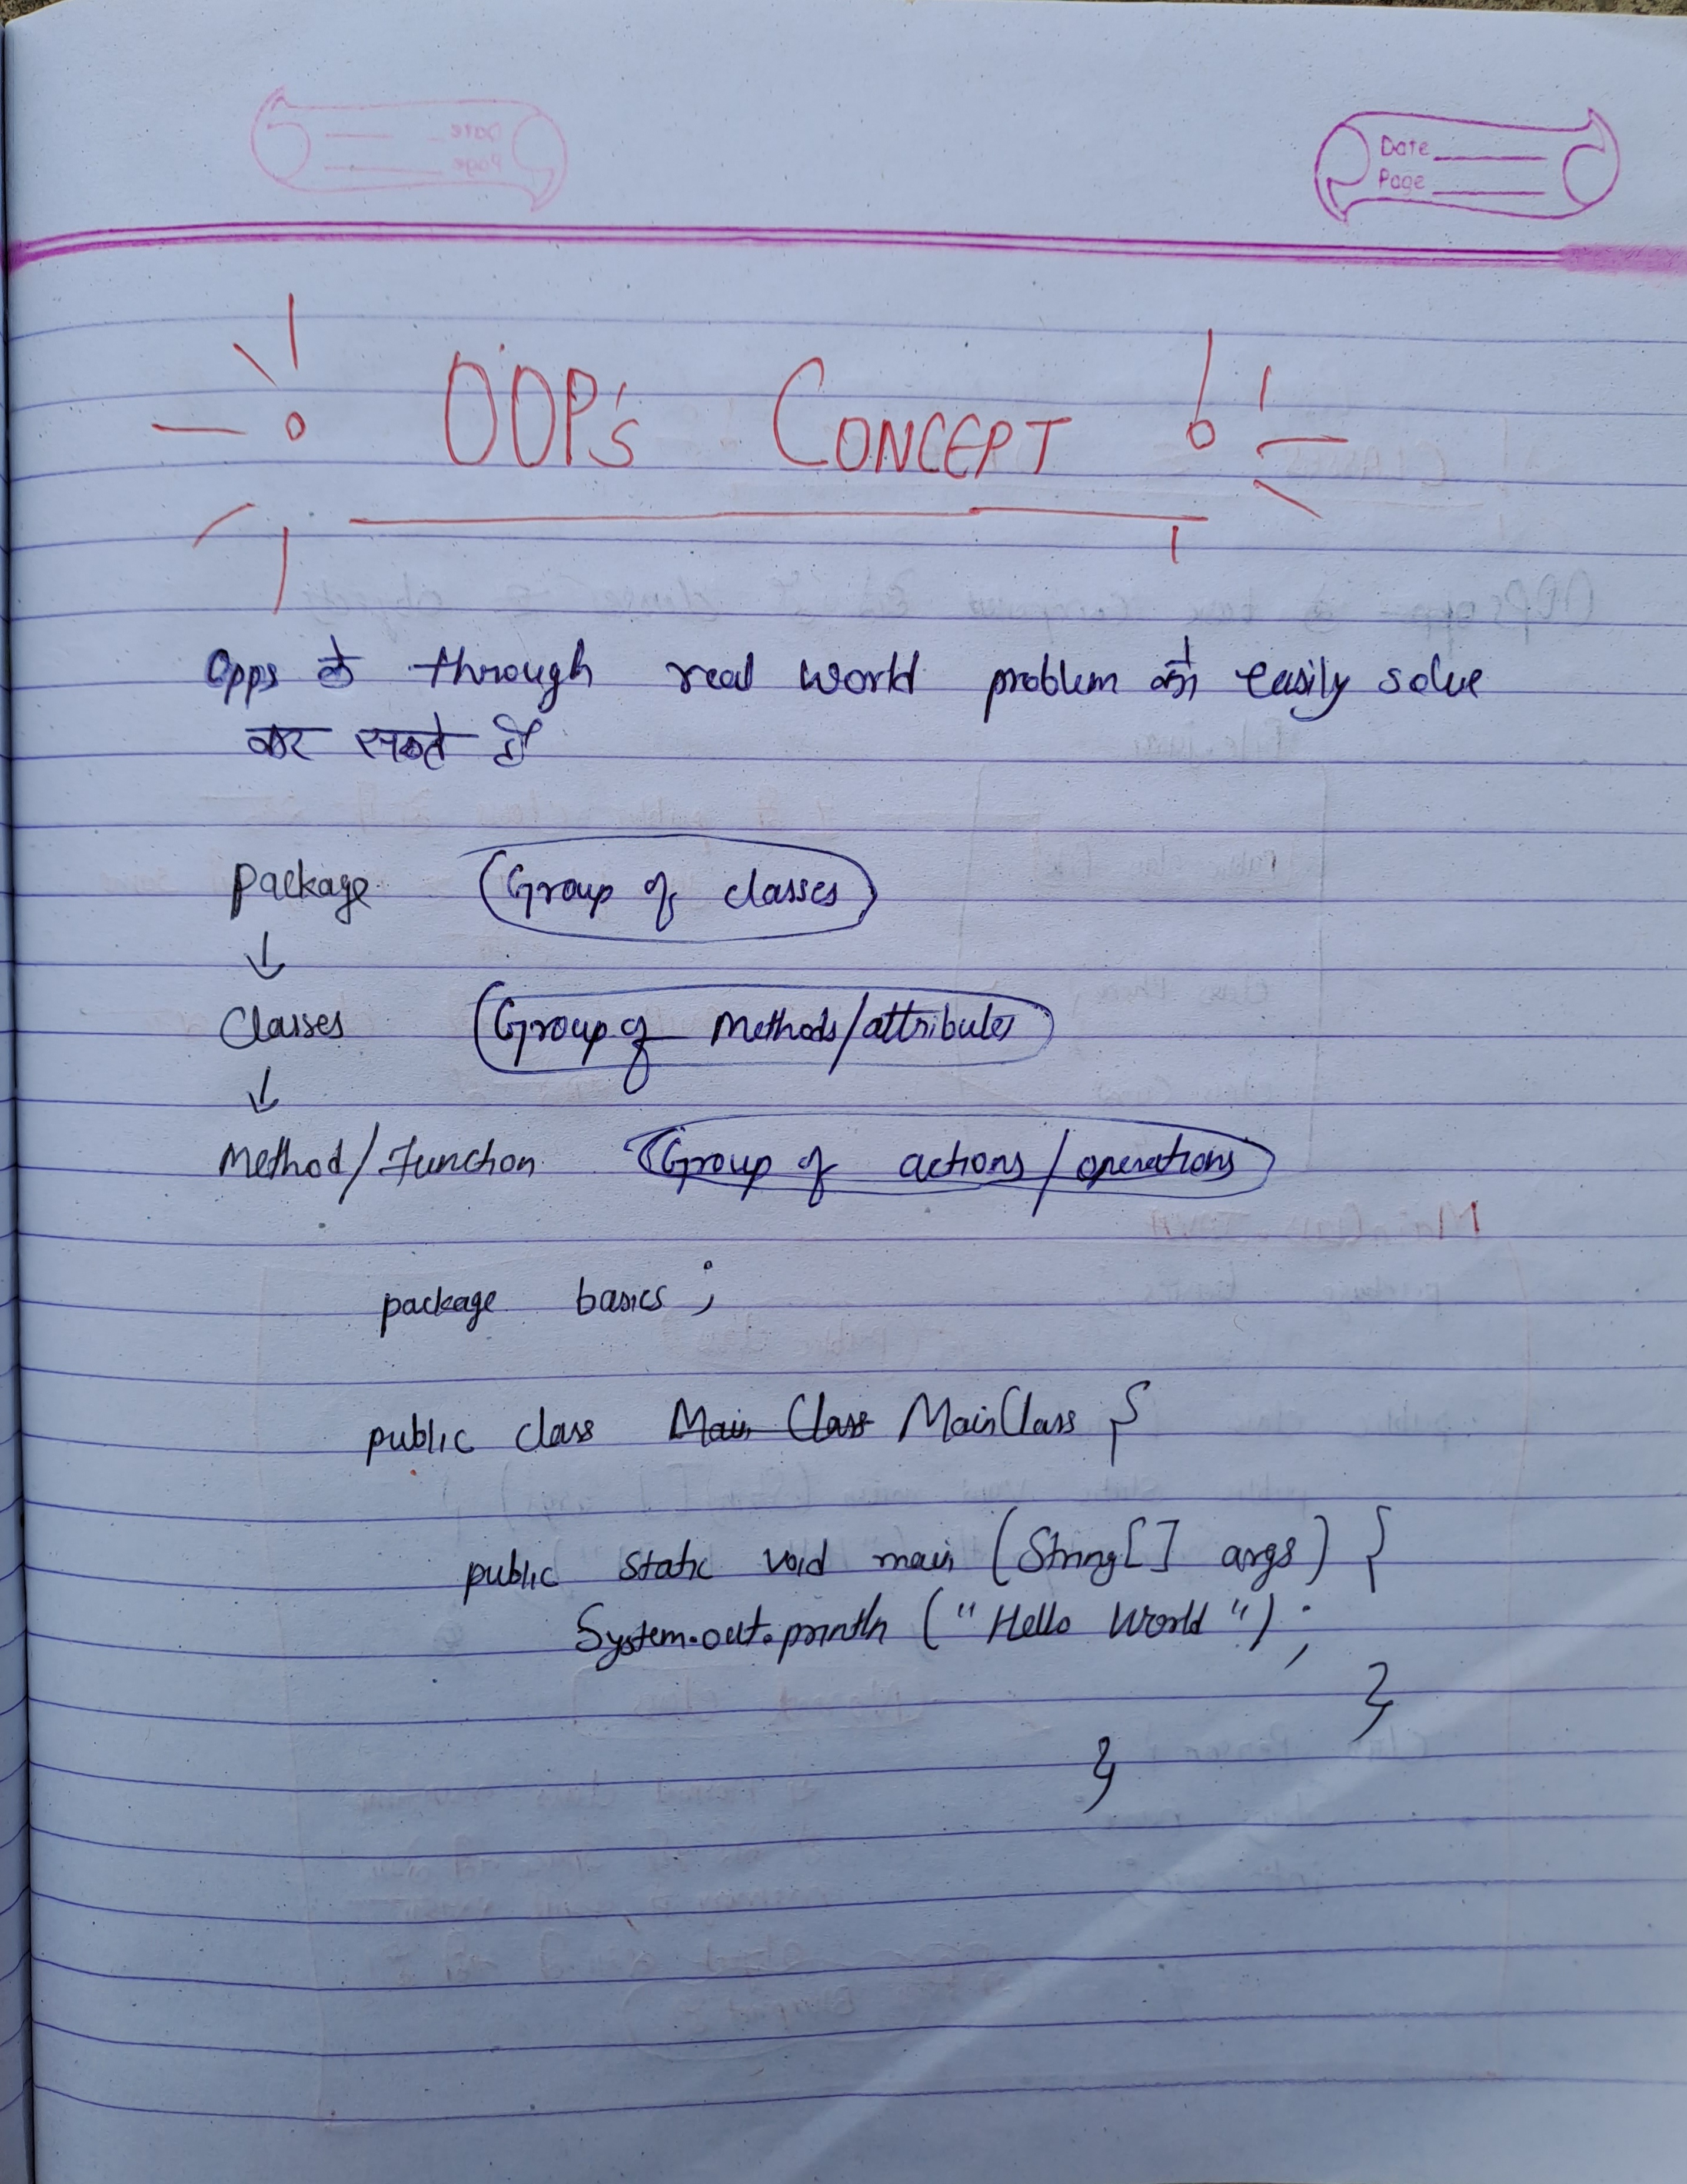 Date
Page
OOP's CONCEPT
Opps के through real world problem को easily solve
कर सकते है
Package (Group of classes)
↓
Classes (Group of Methods/attributes)
↓
Method/Function (Group of actions/operations)
package basics;
public class Main Class MainClass {
public static void main (String[] args) {
System.out.println ("Hello World");
}
}